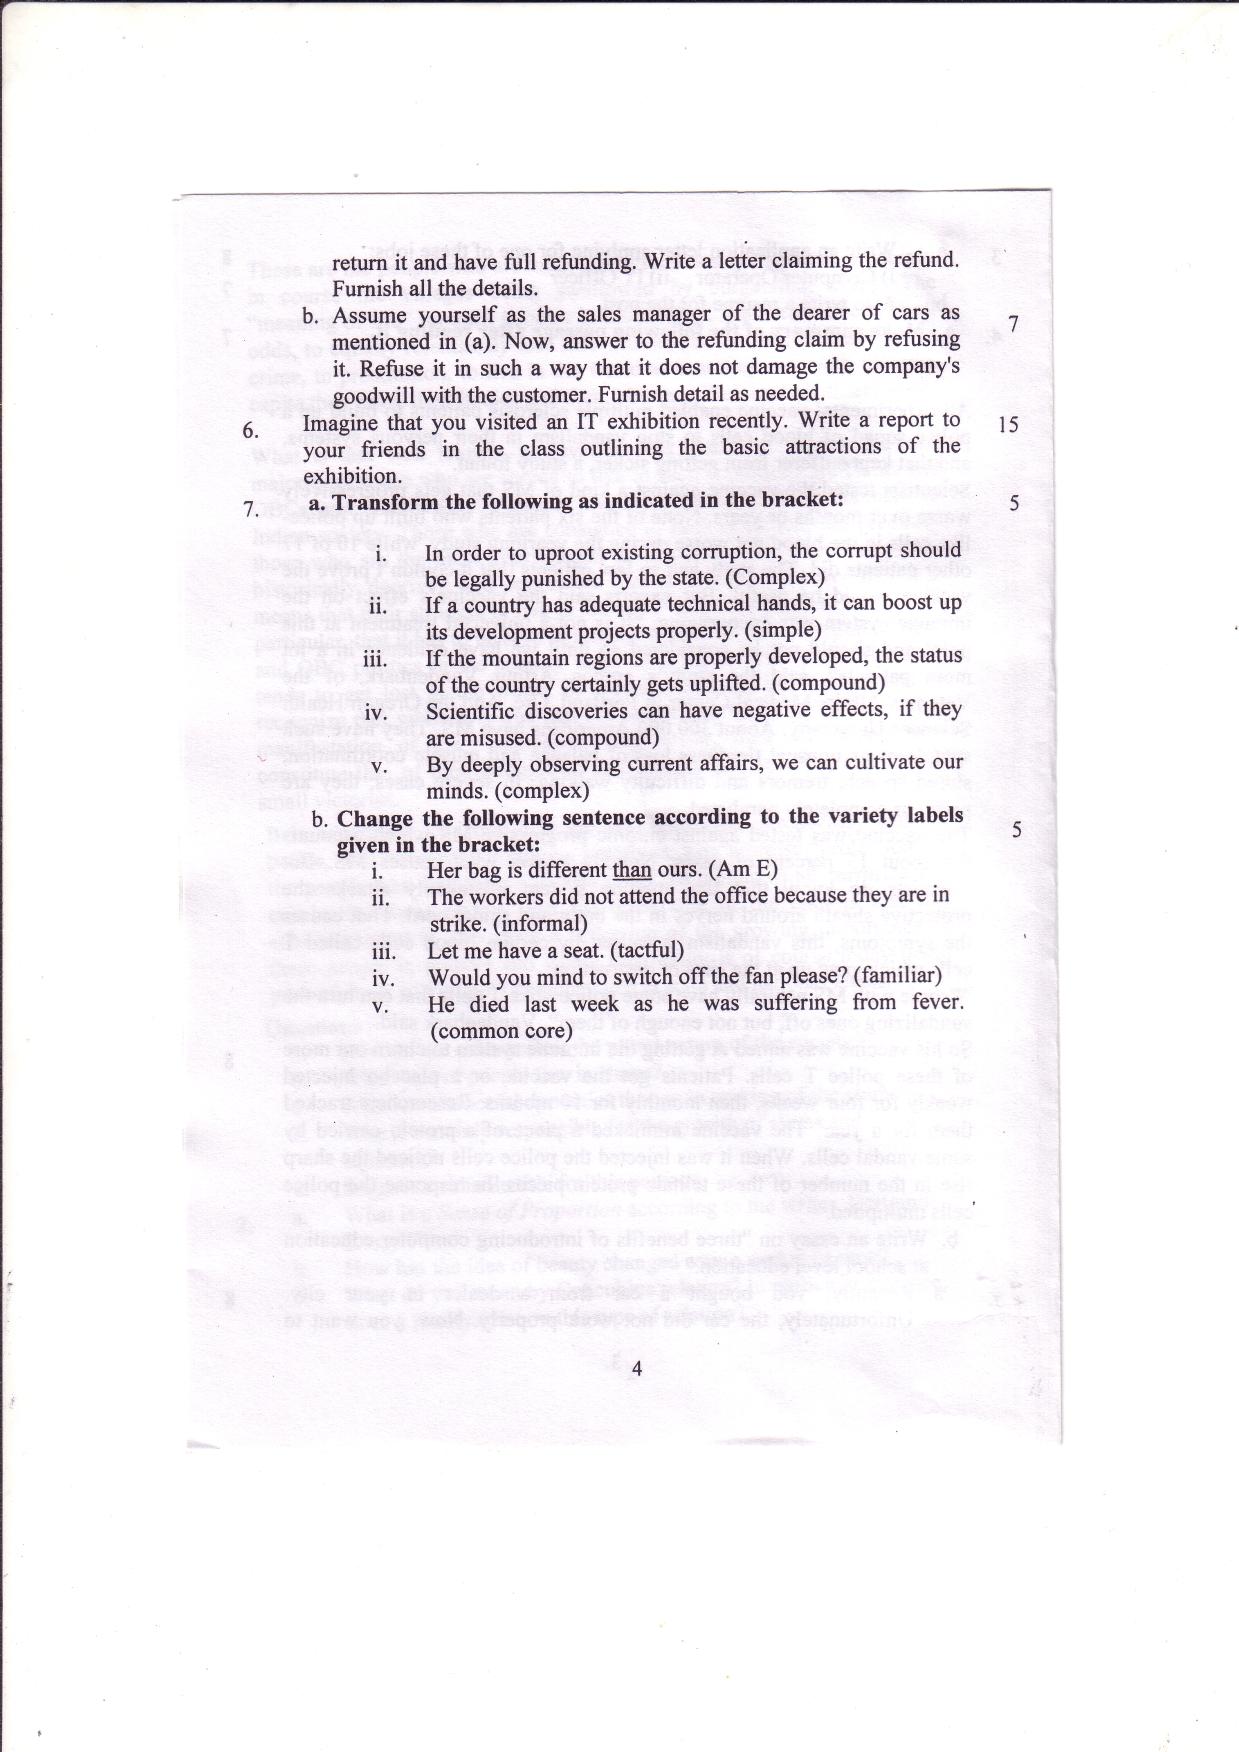 return it and have full refunding. Write a letter claiming the refund.
Furnish all the details.
b. Assume yourself as the sales manager of the dearer of cars as 7
mentioned in (a). Now, answer to the refunding claim by refusing
it. Refuse it in such a way that it does not damage the company's
goodwill with the customer. Furnish detail as needed.
6. Imagine that you visited an IT exhibition recently. Write a report to 15
your friends in the class outlining the basic attractions of the
exhibition.
7. a. Transform the following as indicated in the bracket: 5
i. In order to uproot existing corruption, the corrupt should
be legally punished by the state. (Complex)
ii. If a country has adequate technical hands, it can boost up
its development projects properly. (simple)
iii. If the mountain regions are properly developed, the status
of the country certainly gets uplifted. (compound)
iv. Scientific discoveries can have negative effects, if they
are misused. (compound)
v. By deeply observing current affairs, we can cultivate our
minds. (complex)
b. Change the following sentence according to the variety labels 5
given in the bracket:
i. Her bag is different than ours. (Am E)
ii. The workers did not attend the office because they are in
strike. (informal)
iii. Let me have a seat. (tactful)
iv. Would you mind to switch off the fan please? (familiar)
v. He died last week as he was suffering from fever.
(common core)
4